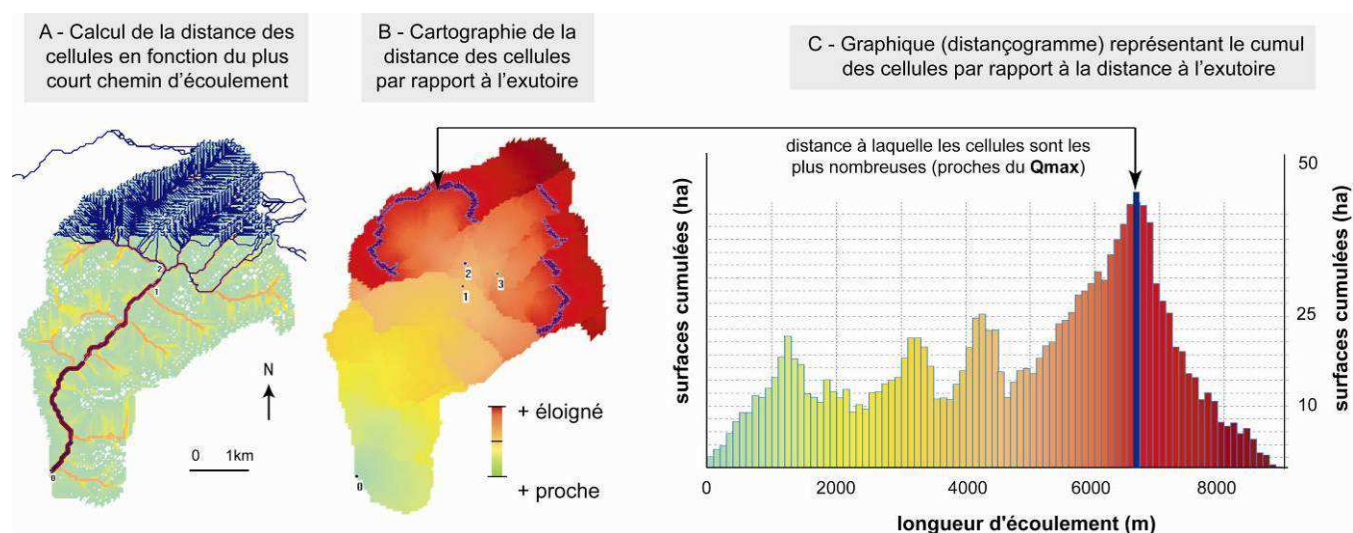 A - Calcul de la distance des
cellules en fonction du plus
court chemin d'écoulement
B - Cartographie de la
distance des cellules
par rapport à l'exutoire
C - Graphique (distançogramme) représentant le cumul
des cellules par rapport à la distance à l'exutoire
2
1
0
N
0 1km
2
1
3
0
+ éloigné
+ proche
distance à laquelle les cellules sont les
plus nombreuses (proches du Qmax)
surfaces cumulées (ha)
50
25
10
surfaces cumulées (ha)
0 2000 4000 6000 8000
longueur d'écoulement (m)